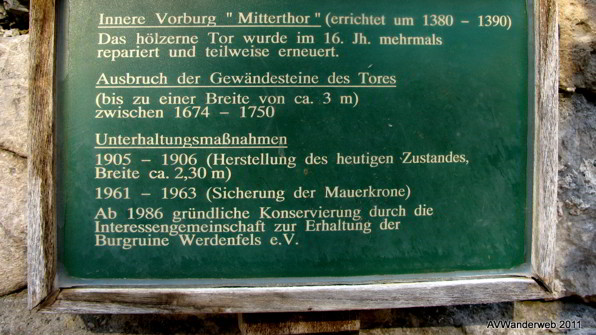 Innere Vorburg "Mitterthor" (errichtet um 1380 – 1390)
Das hölzerne Tor wurde im 16. Jh. mehrmals
repariert und teilweise erneuert.
Ausbruch der Gewändesteine des Tores
(bis zu einer Breite von ca. 3 m)
zwischen 1674 – 1750
Unterhaltungsmaßnahmen
1905 – 1906 (Herstellung des heutigen Zustandes,
Breite ca. 2,30 m)
1961 – 1963 (Sicherung der Mauerkrone)
Ab 1986 gründliche Konservierung durch die
Interessengemeinschaft zur Erhaltung der
Burgruine Werdenfels e.V.
AVWanderweb 2011